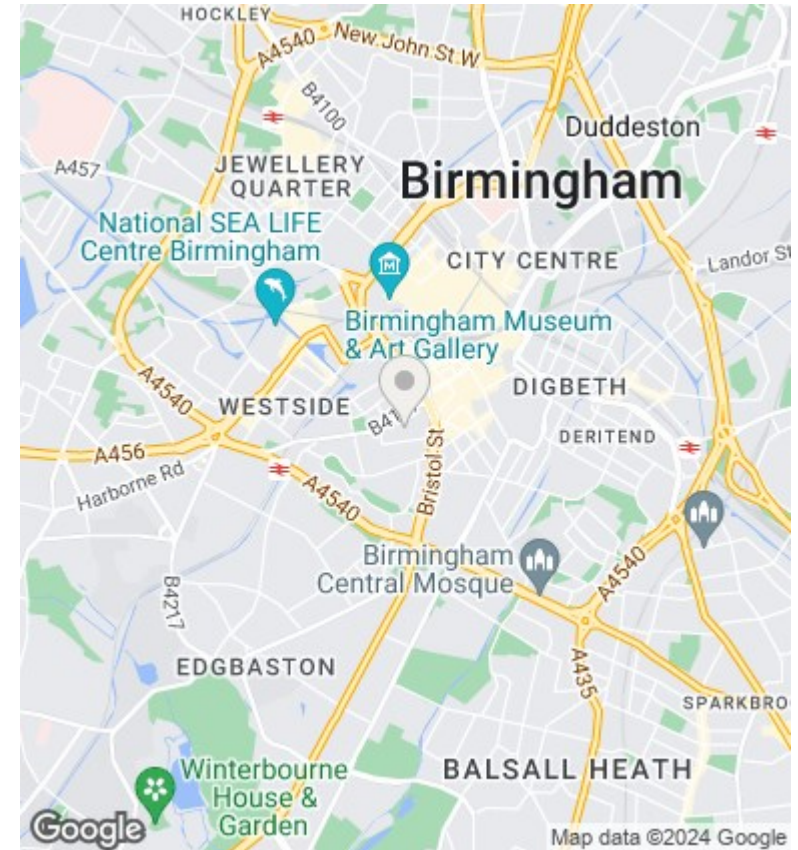 HOCKLEY
A4540
New John St W
B4100
Duddeston
A457
JEWELLERY
QUARTER
Birmingham
National SEA LIFE
Centre Birmingham
CITY CENTRE
Landor St
Birmingham Museum
& Art Gallery
A4540
WESTSIDE
DIGBETH
DERITEND
A456
Harborne Rd
Bristol St
A4540
A4540
Birmingham
Central Mosque
B4217
A435
EDGBASTON
SPARKBRO
BALSALL HEATH
Winterbourne
House &
Garden
Google
Map data ©2024 Google